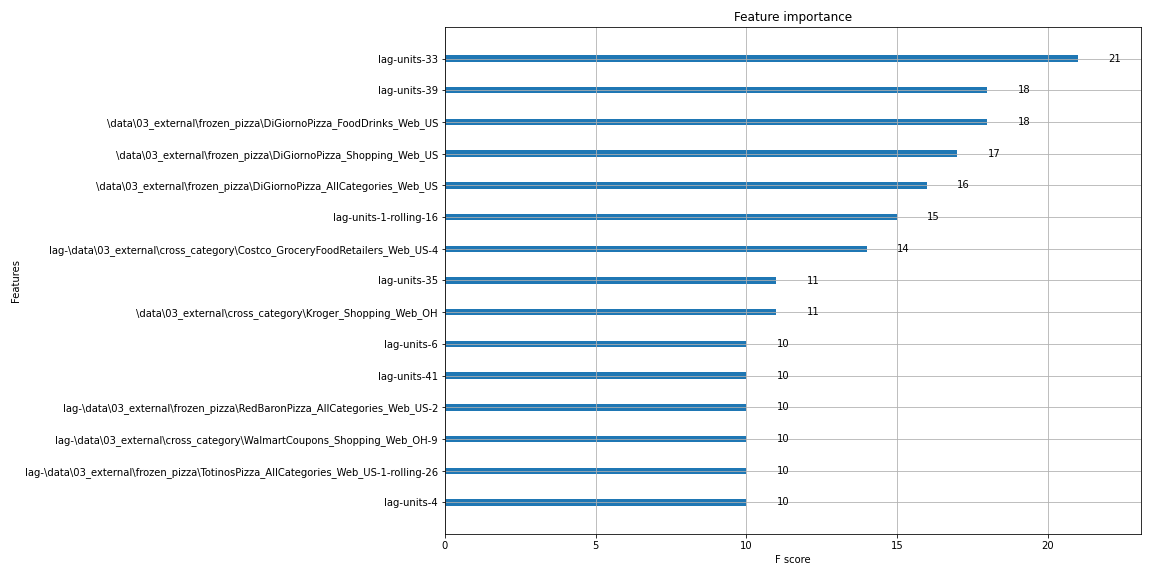 Feature importance
lag-units-33 21
lag-units-39 18
\data\03_external\frozen_pizza\DiGiornoPizza_FoodDrinks_Web_US 18
\data\03_external\frozen_pizza\DiGiornoPizza_Shopping_Web_US 17
\data\03_external\frozen_pizza\DiGiornoPizza_AllCategories_Web_US 16
lag-units-1-rolling-16 15
lag-\data\03_external\cross_category\Costco_GroceryFoodRetailers_Web_US-4 14
lag-units-35 11
\data\03_external\cross_category\Kroger_Shopping_Web_OH 11
lag-units-6 10
lag-units-41 10
lag-\data\03_external\frozen_pizza\RedBaronPizza_AllCategories_Web_US-2 10
lag-\data\03_external\cross_category\WalmartCoupons_Shopping_Web_OH-9 10
lag-\data\03_external\frozen_pizza\TotinosPizza_AllCategories_Web_US-1-rolling-26 10
lag-units-4 10
Features
0 5 10 15 20
F score